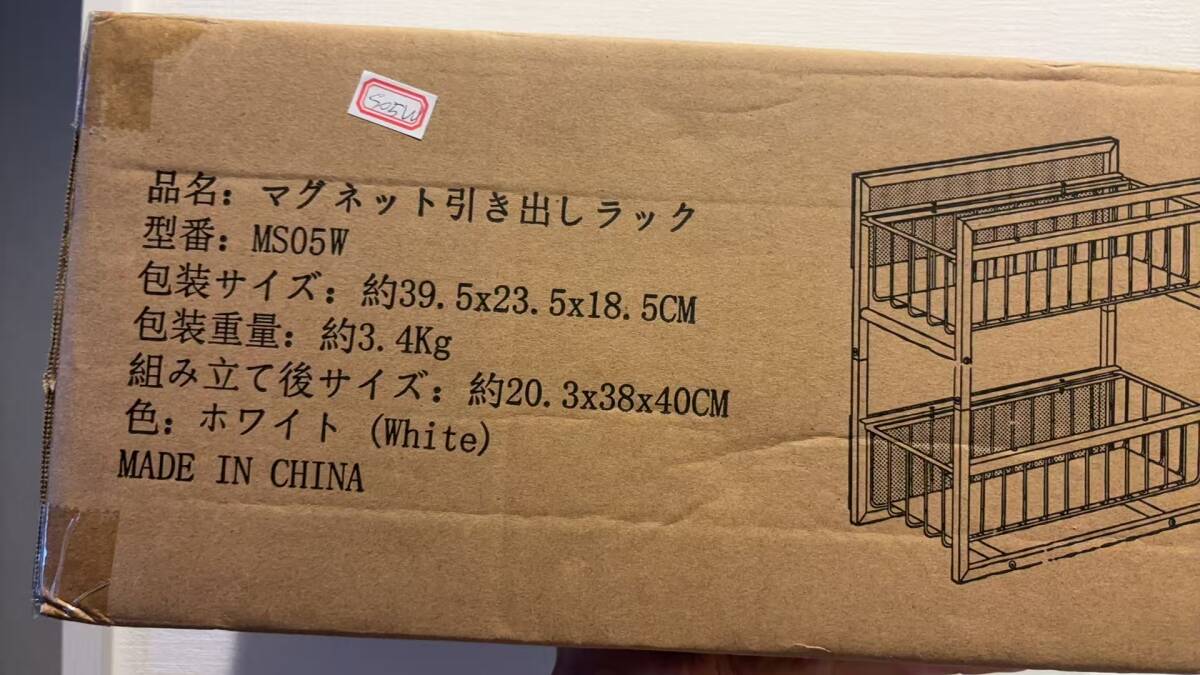 S05W
品名: マグネット引き出しラック
型番: MS05W
包装サイズ: 約39.5x23.5x18.5CM
包装重量: 約3.4Kg
組み立て後サイズ: 約20.3x38x40CM
色: ホワイト (White)
MADE IN CHINA